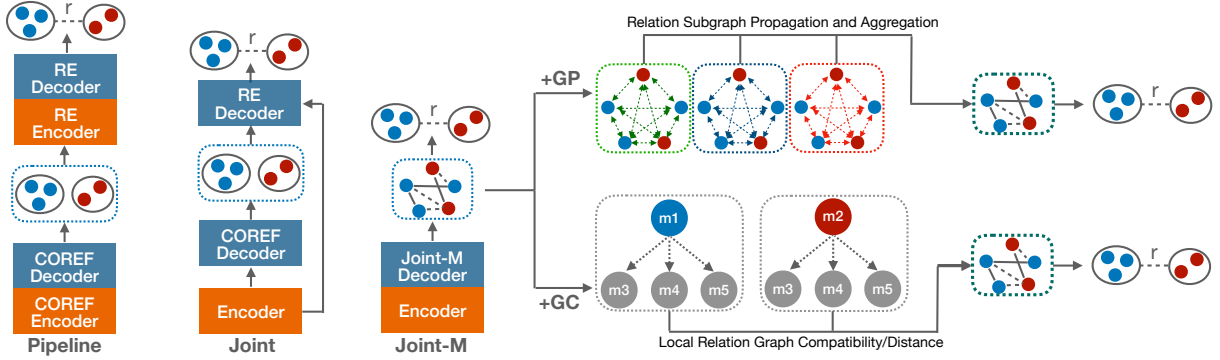 r
RE
Decoder
RE
Encoder
COREF
Decoder
COREF
Encoder
Pipeline
r
RE
Decoder
COREF
Decoder
Encoder
Joint
r
Joint-M
Decoder
Encoder
Joint-M
+GP
+GC
Relation Subgraph Propagation and Aggregation
r
m1
m3
m4
m5
m2
m3
m4
m5
Local Relation Graph Compatibility/Distance
r